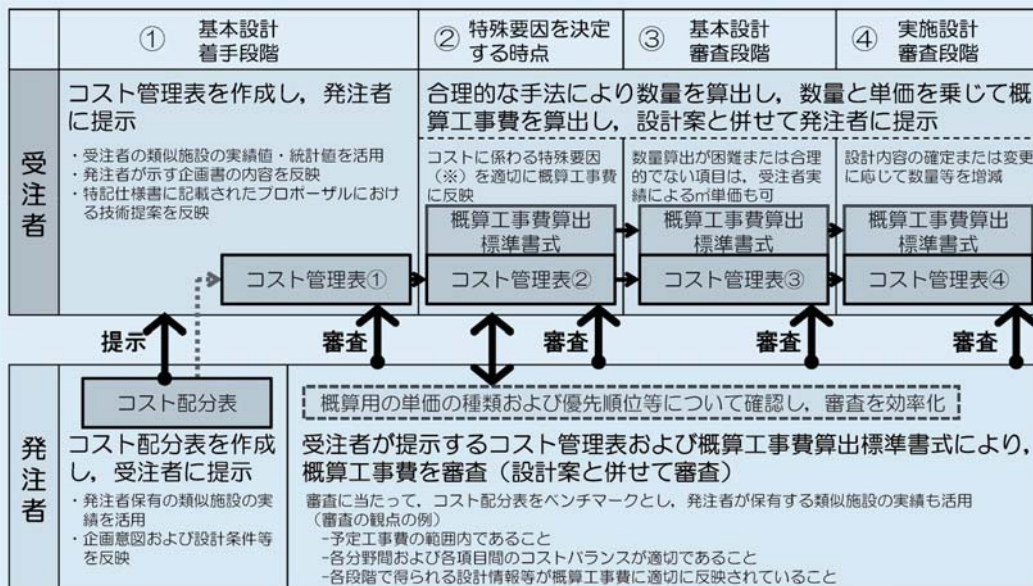 ① 基本設計
着手段階
② 特殊要因を決定
する時点
③ 基本設計
審査段階
④ 実施設計
審査段階
受注者
コスト管理表を作成し，発注者
に提示
・受注者の類似施設の実績値・統計値を活用
・発注者が示す企画書の内容を反映
・特記仕様書に記載されたプロポーザルにおけ
る技術提案を反映
合理的な手法により数量を算出し，数量と単価を乗じて概
算工事費を算出し，設計案と併せて発注者に提示
コストに係わる特殊要因
（※）を適切に概算工事費
に反映
数量算出が困難または合理
的でない項目は，受注者実
績による㎡単価も可
設計内容の確定または変更
に応じて数量等を増減
概算工事費算出
標準書式
概算工事費算出
標準書式
概算工事費算出
標準書式
コスト管理表①
コスト管理表②
コスト管理表③
コスト管理表④
提示
審査
審査
審査
審査
発注者
コスト配分表
コスト配分表を作成
し，受注者に提示
・発注者保有の類似施設の実
績を活用
・企画意図および設計条件等
を反映
概算用の単価の種類および優先順位等について確認し，審査を効率化
受注者が提示するコスト管理表および概算工事費算出標準書式により，
概算工事費を審査（設計案と併せて審査）
審査に当たって，コスト配分表をベンチマークとし，発注者が保有する類似施設の実績も活用
（審査の観点の例）
-予定工事費の範囲内であること
-各分野間および各項目間のコストバランスが適切であること
-各段階で得られる設計情報等が概算工事費に適切に反映されていること